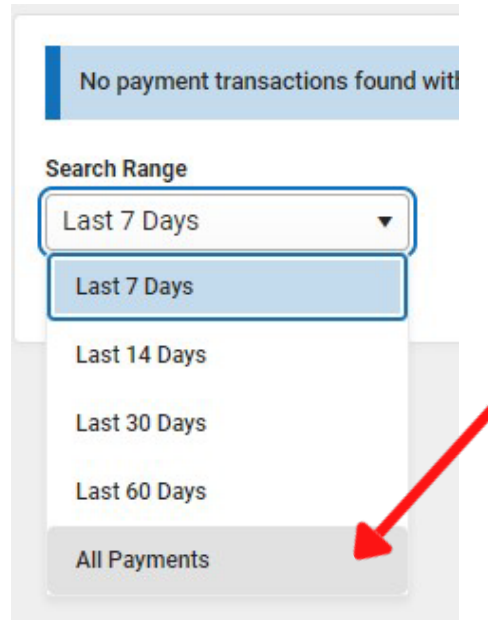 No payment transactions found
Search Range
Last 7 Days
Last 7 Days
Last 14 Days
Last 30 Days
Last 60 Days
All Payments